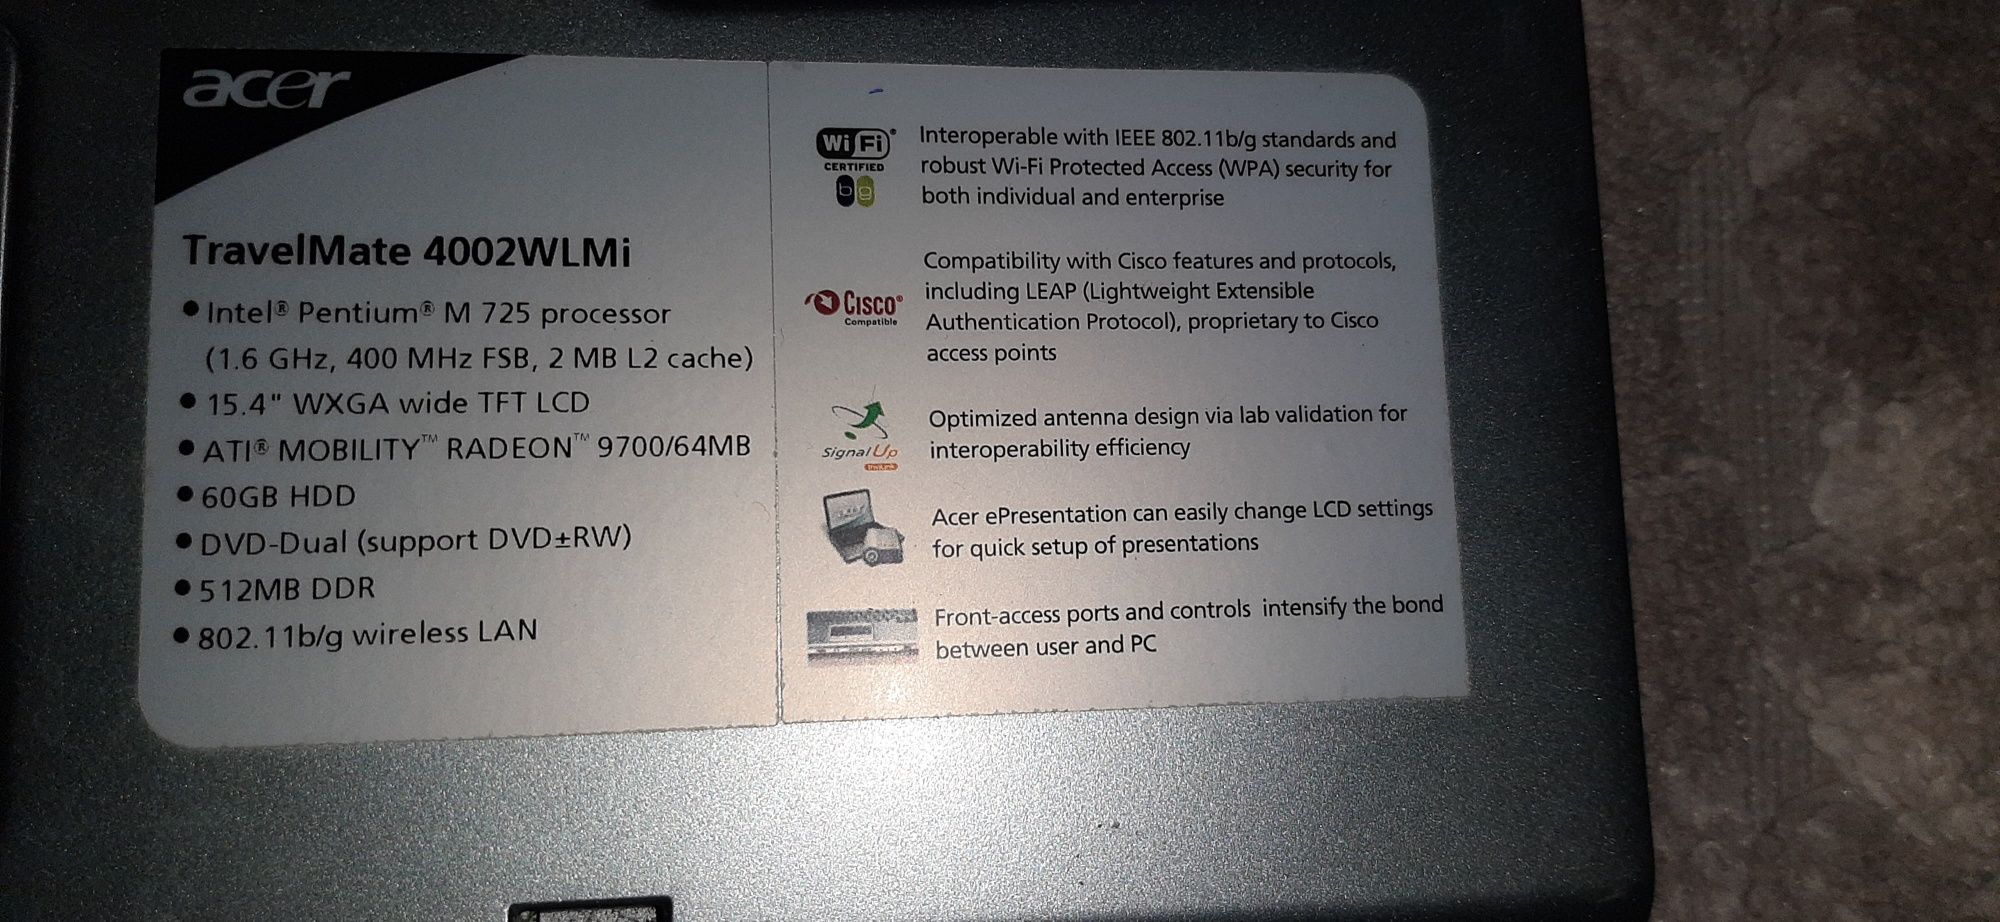 acer
TravelMate 4002WLMi
• Intel® Pentium® M 725 processor
(1.6 GHz, 400 MHz FSB, 2 MB L2 cache)
• 15.4" WXGA wide TFT LCD
• ATI® MOBILITY™ RADEON™ 9700/64MB
• 60GB HDD
• DVD-Dual (support DVD±RW)
• 512MB DDR
• 802.11b/g wireless LAN
Wi Fi®
CERTIFIED
b g
Interoperable with IEEE 802.11b/g standards and
robust Wi-Fi Protected Access (WPA) security for
both individual and enterprise
CISCO®
Compatible
Compatibility with Cisco features and protocols,
including LEAP (Lightweight Extensible
Authentication Protocol), proprietary to Cisco
access points
SignalUp
Optimized antenna design via lab validation for
interoperability efficiency
Acer ePresentation can easily change LCD settings
for quick setup of presentations
Front-access ports and controls intensify the bond
between user and PC